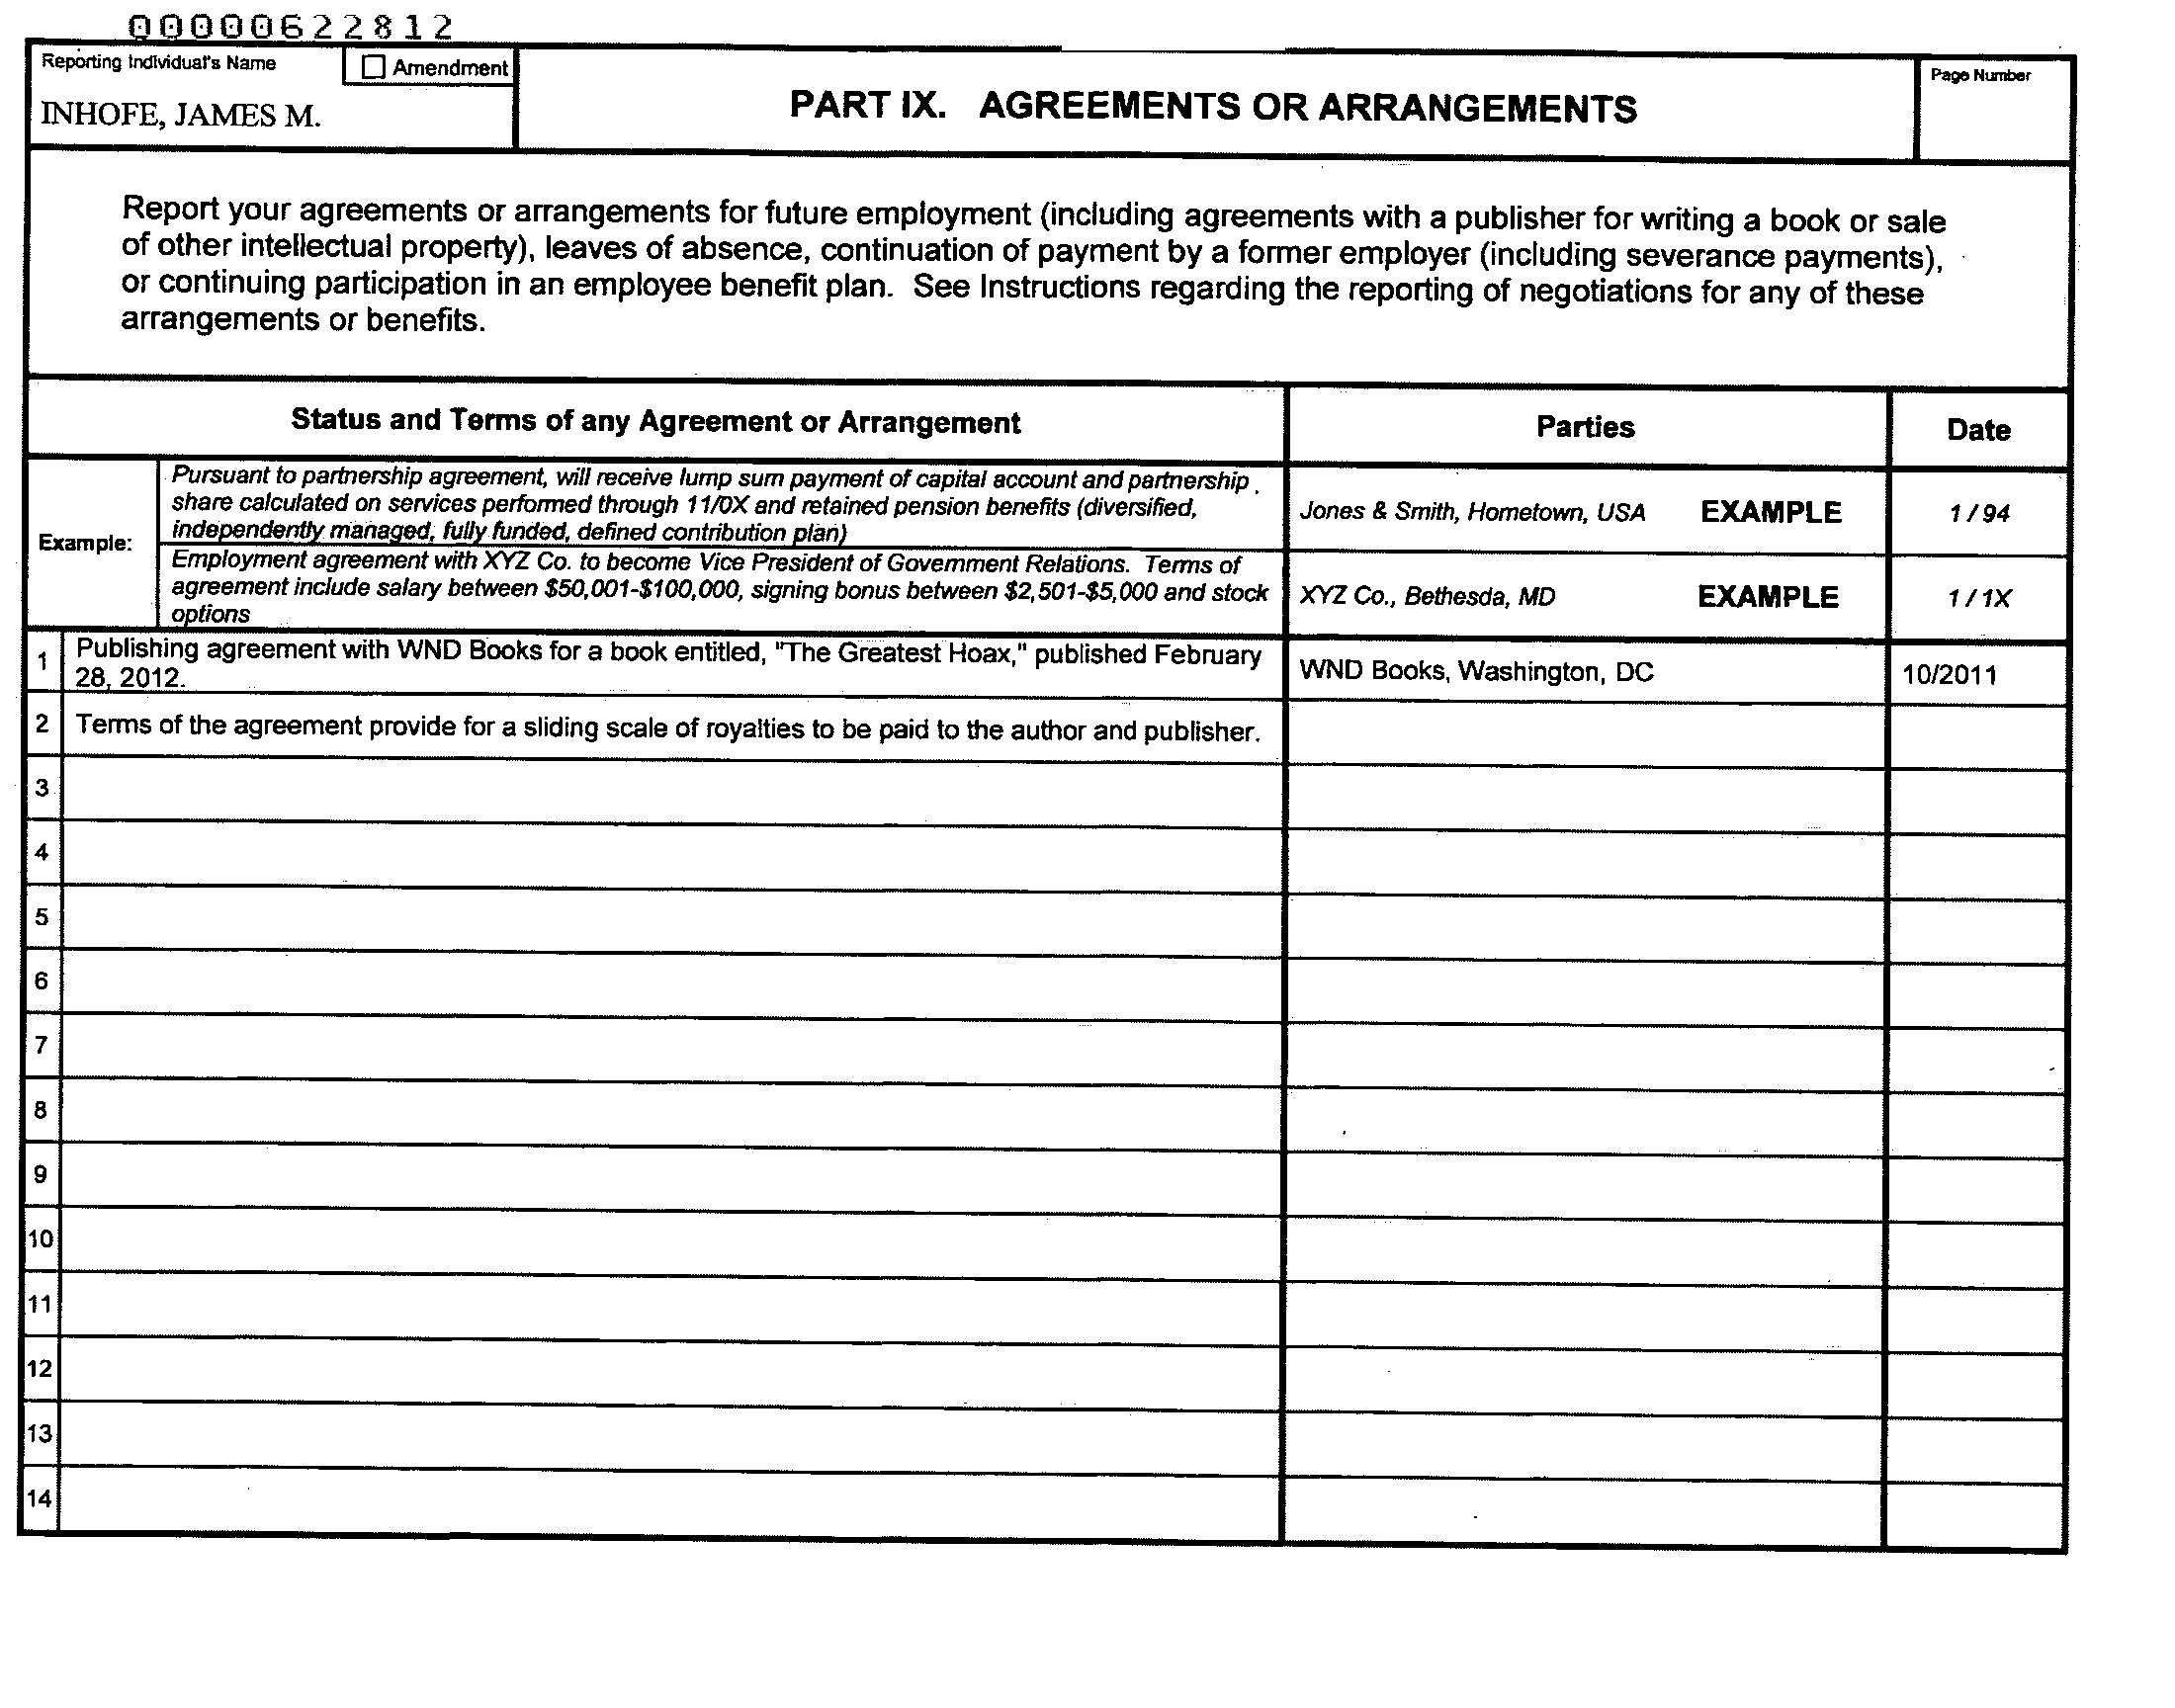 00000622812
Reporting Individual's Name
Amendment
INHOFE, JAMES M.
PART IX. AGREEMENTS OR ARRANGEMENTS
Page Number
Report your agreements or arrangements for future employment (including agreements with a publisher for writing a book or sale
of other intellectual property), leaves of absence, continuation of payment by a former employer (including severance payments),
or continuing participation in an employee benefit plan. See Instructions regarding the reporting of negotiations for any of these
arrangements or benefits.
Status and Terms of any Agreement or Arrangement
Parties
Date
Example:
Pursuant to partnership agreement, will receive lump sum payment of capital account and partnership
share calculated on services performed through 11/0X and retained pension benefits (diversified,
independently managed, fully funded, defined contribution plan)
Jones & Smith, Hometown, USA EXAMPLE
1 / 94
Employment agreement with XYZ Co. to become Vice President of Government Relations. Terms of
agreement include salary between $50,001-$100,000, signing bonus between $2,501-$5,000 and stock
options
XYZ Co., Bethesda, MD EXAMPLE
1 / 1X
1
Publishing agreement with WND Books for a book entitled, "The Greatest Hoax," published February
28, 2012.
WND Books, Washington, DC
10/2011
2
Terms of the agreement provide for a sliding scale of royalties to be paid to the author and publisher.
3
4
5
6
7
8
9
10
11
12
13
14